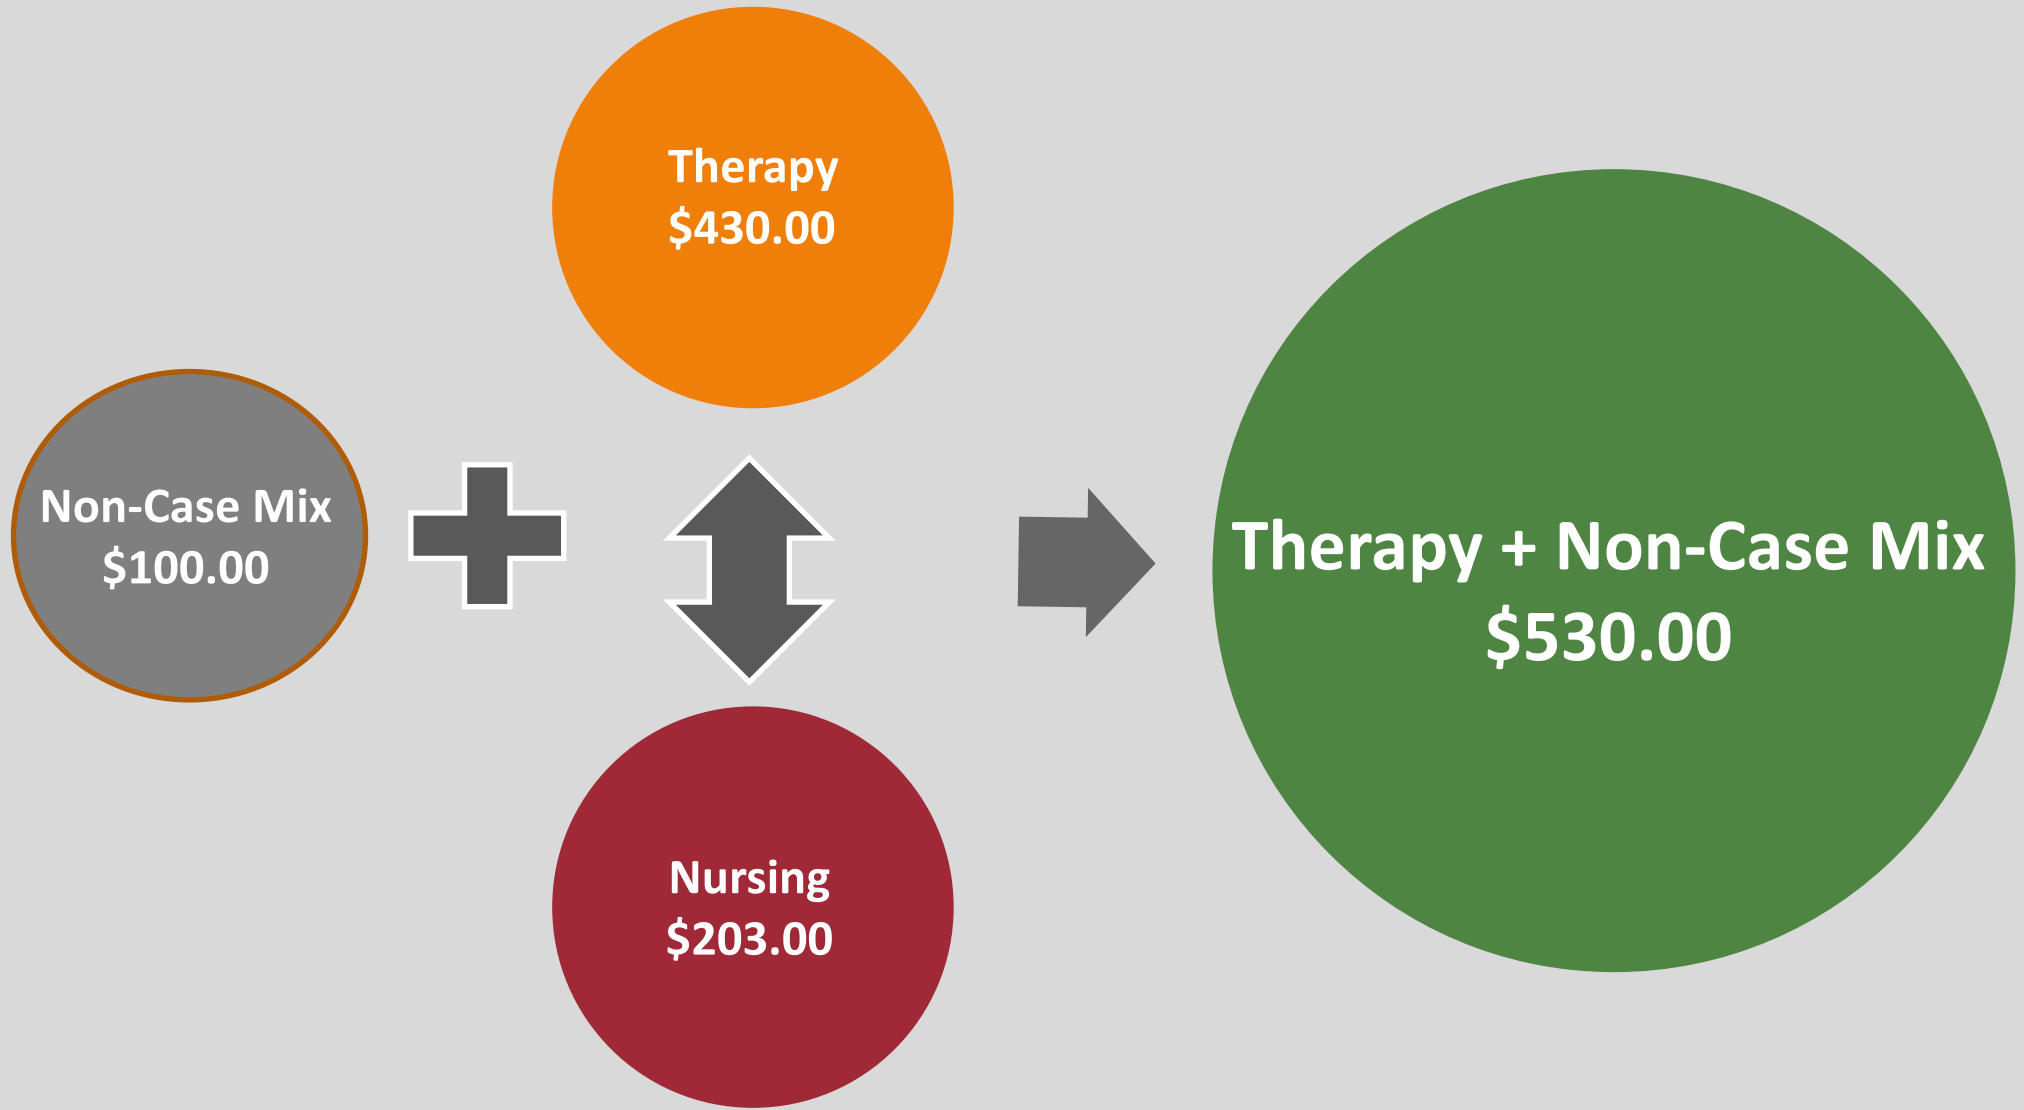 Therapy
$430.00
Non-Case Mix
$100.00
Nursing
$203.00
Therapy + Non-Case Mix
$530.00